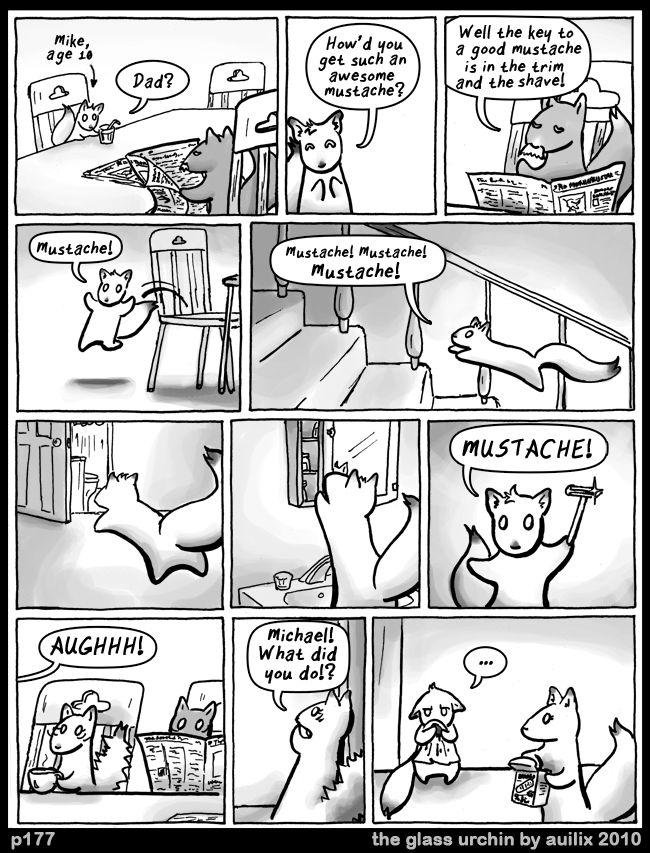 Mike,
age 10
Dad?
How'd you
get such an
awesome
mustache?
Well the key to
a good mustache
is in the trim
and the shave!
Mustache!
Mustache! Mustache!
Mustache!
MUSTACHE!
AUGHHH!
Michael!
What did
you do!?
...
p177
the glass urchin by auilix 2010